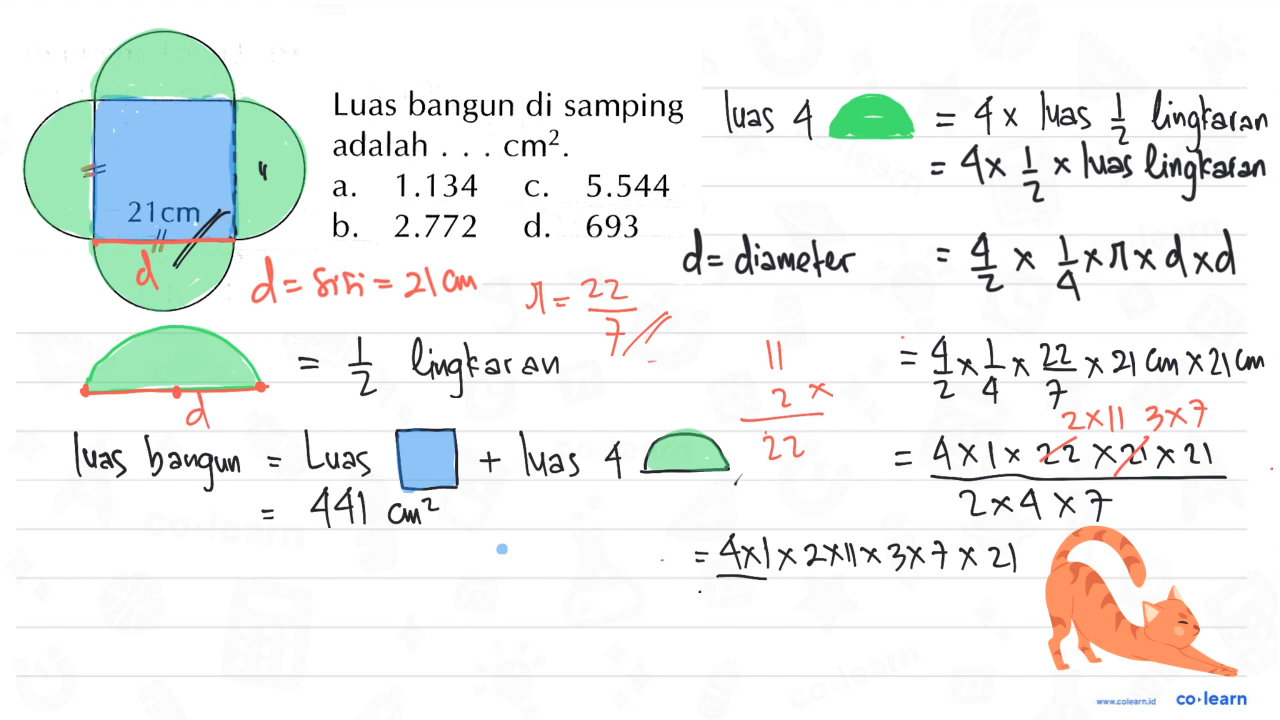 Luas bangun di samping
adalah . . . cm².
a. 1.134 c. 5.544
b. 2.772 d. 693
21cm
d
d = sisi = 21 cm
π = 22/7
= 1/2 lingkaran
d
luas bangun = Luas + luas 4
= 441 cm²
luas 4 = 4 x luas 1/2 lingkaran
= 4 x 1/2 x luas lingkaran
d = diameter = 4/2 x 1/4 x π x d x d
= 4/2 x 1/4 x 22/7 x 21 cm x 21 cm
11
2 x
22
2 x 11 3 x 7
= 4 x 1 x 22 x 21 x 21
2 x 4 x 7
= 4 x 1 x 2 x 11 x 3 x 7 x 21
www.colearn.id co·learn